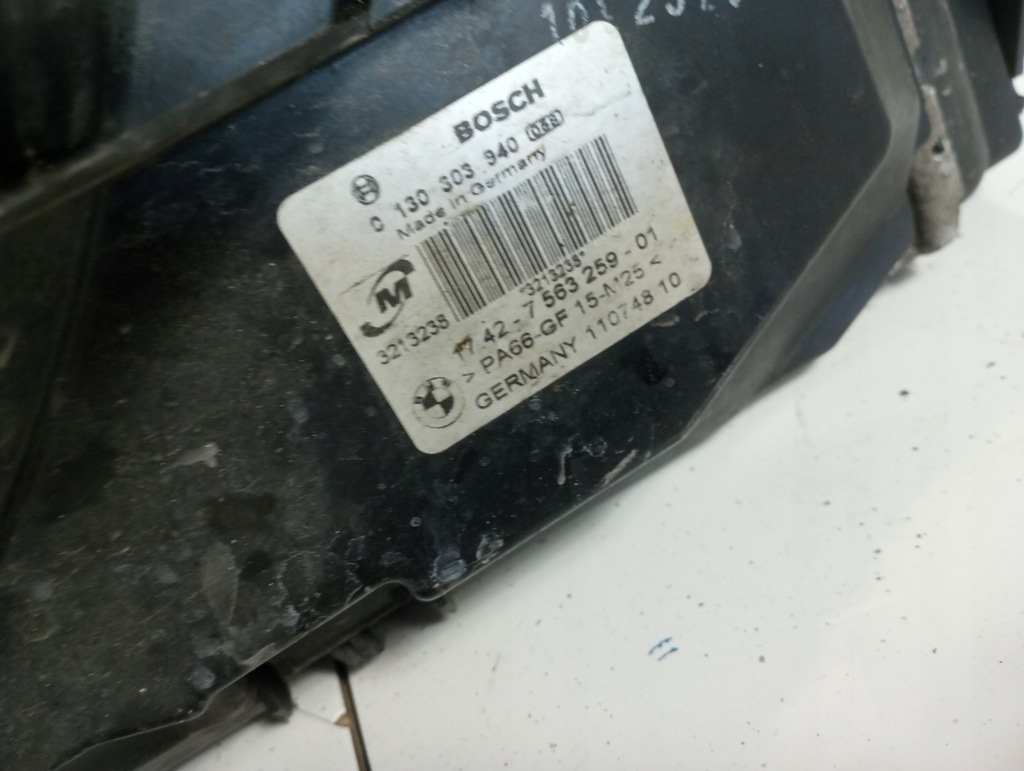 BOSCH
0 130 303 940 068
Made in Germany
*3213238*
3213238
M
17 42 - 7 563 259 - 01
> PA66-GF 15-M25 <
GERMANY 110748 10